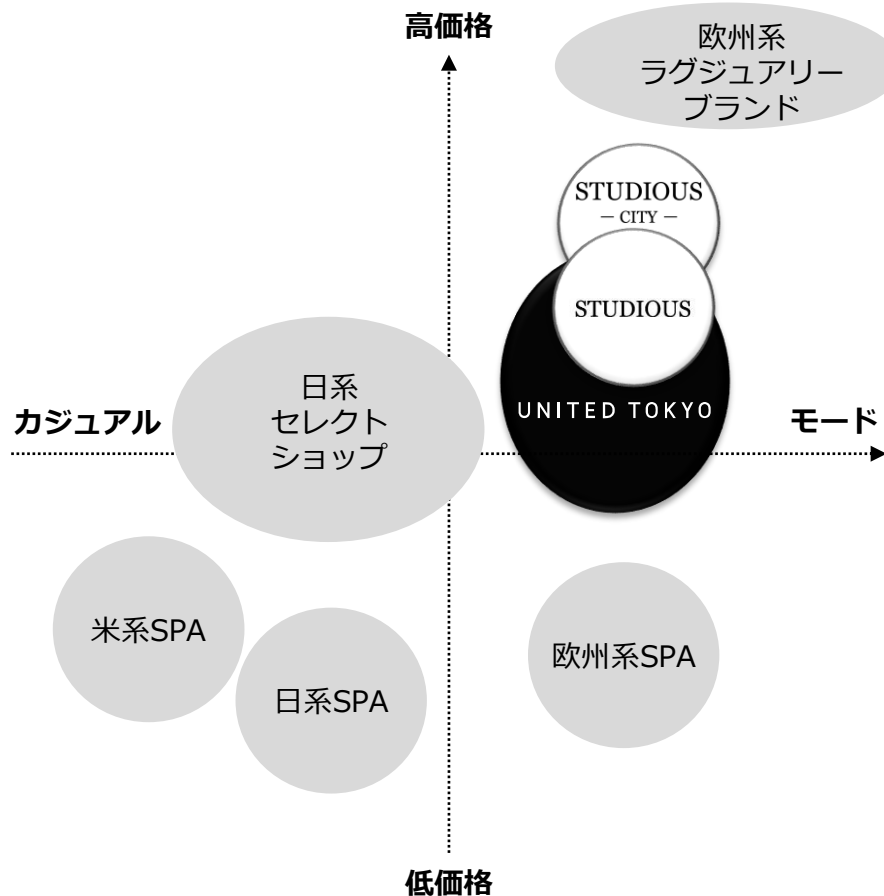 高価格
欧州系
ラグジュアリー
ブランド
STUDIOUS
— CITY —
STUDIOUS
日系
セレクト
ショップ
カジュアル
UNITED TOKYO
モード
米系SPA
日系SPA
欧州系SPA
低価格